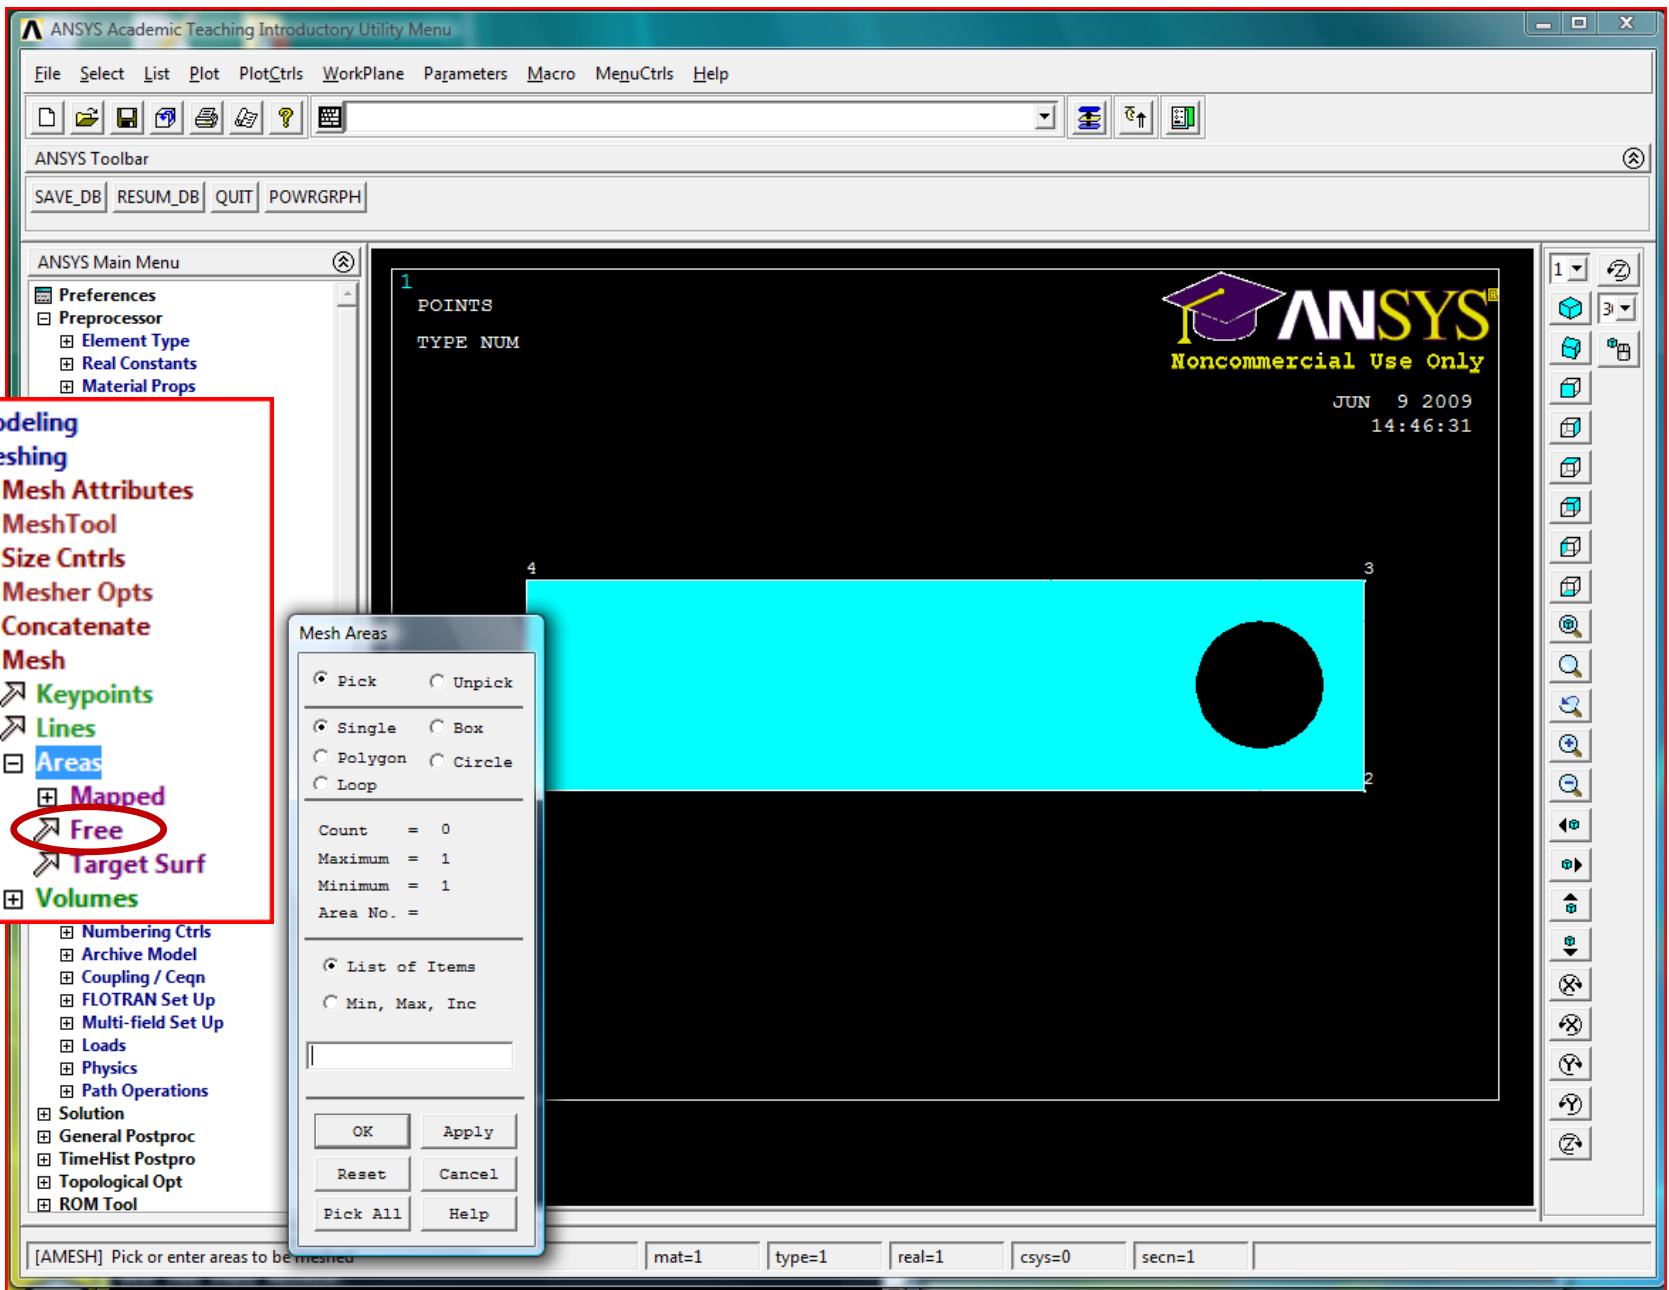 ANSYS Academic Teaching Introductory Utility Menu
File Select List Plot PlotCtrls WorkPlane Parameters Macro MenuCtrls Help
ANSYS Toolbar
SAVE_DB RESUM_DB QUIT POWRGRPH
ANSYS Main Menu
Preferences
Preprocessor
Element Type
Real Constants
Material Props
odeling
eshing
Mesh Attributes
MeshTool
Size Cntrls
Mesher Opts
Concatenate
Mesh
Keypoints
Lines
Areas
Mapped
Free
Target Surf
Volumes
Numbering Ctrls
Archive Model
Coupling / Ceqn
FLOTRAN Set Up
Multi-field Set Up
Loads
Physics
Path Operations
Solution
General Postproc
TimeHist Postpro
Topological Opt
ROM Tool
Mesh Areas
Pick Unpick
Single Box
Polygon Circle
Loop
Count = 0
Maximum = 1
Minimum = 1
Area No. =
List of Items
Min, Max, Inc
OK Apply
Reset Cancel
Pick All Help
1
POINTS
TYPE NUM
ANSYS®
Noncommercial Use Only
JUN 9 2009
14:46:31
4 3
2
1
Z
X
X
Y
Y
Z
[AMESH] Pick or enter areas to be meshed
mat=1 type=1 real=1 csys=0 secn=1